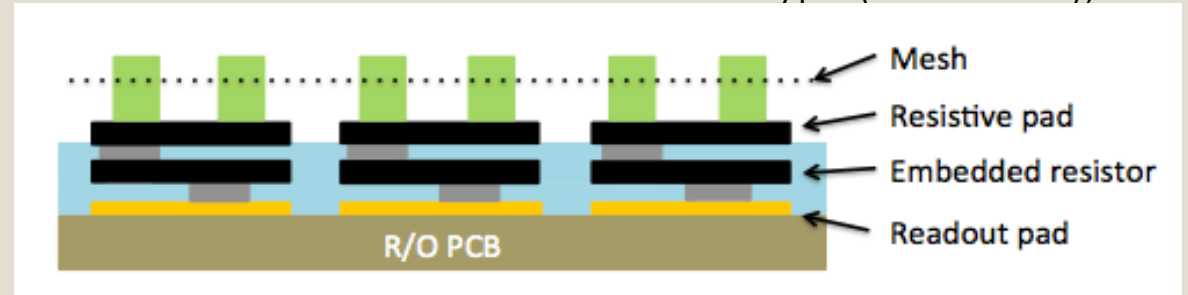 Mesh
Resistive pad
Embedded resistor
Readout pad
R/O PCB